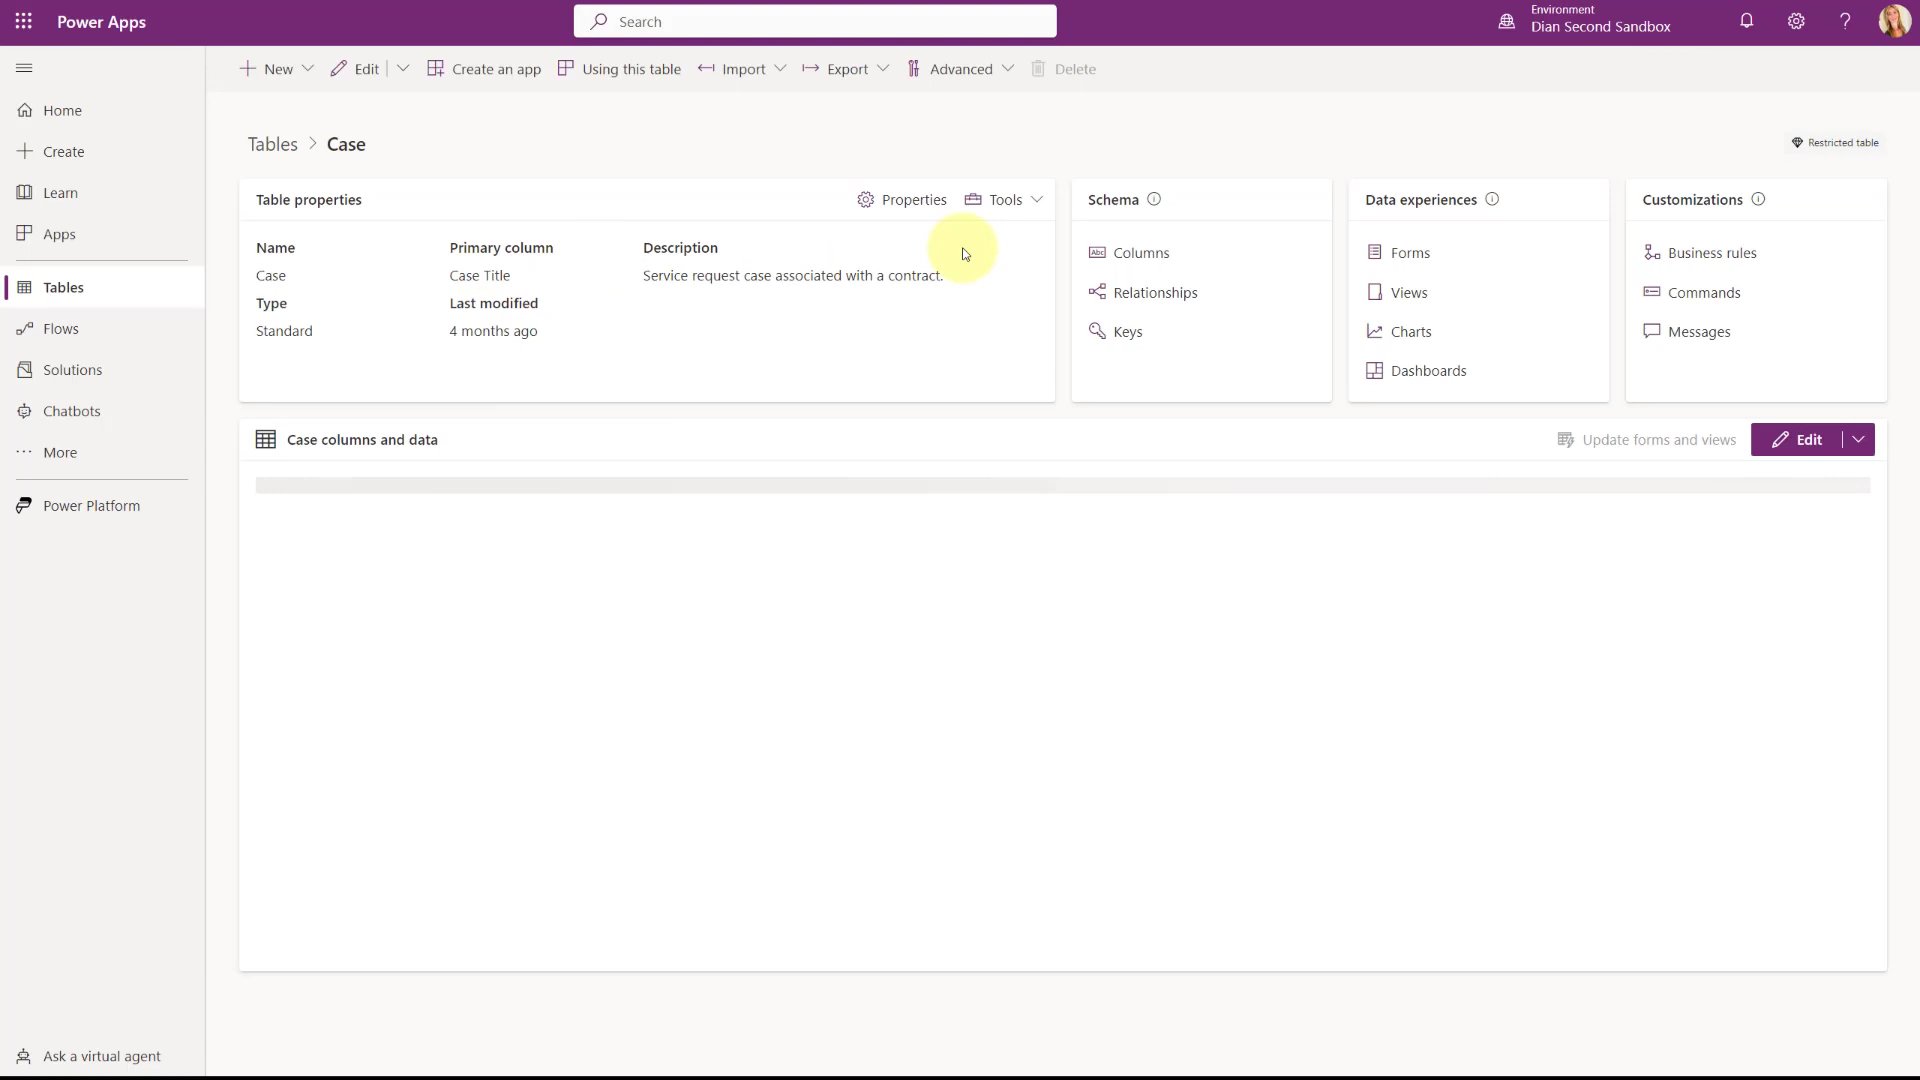 Power Apps
Search
Environment
Dian Second Sandbox
New
Edit
Create an app
Using this table
Import
Export
Advanced
Delete
Home
Create
Learn
Apps
Tables
Flows
Solutions
Chatbots
More
Power Platform
Ask a virtual agent
Tables > Case
Restricted table
Table properties
Properties
Tools
Name
Primary column
Description
Case
Case Title
Service request case associated with a contract.
Type
Last modified
Standard
4 months ago
Schema
Abc Columns
Relationships
Keys
Data experiences
Forms
Views
Charts
Dashboards
Customizations
Business rules
Commands
Messages
Case columns and data
Update forms and views
Edit